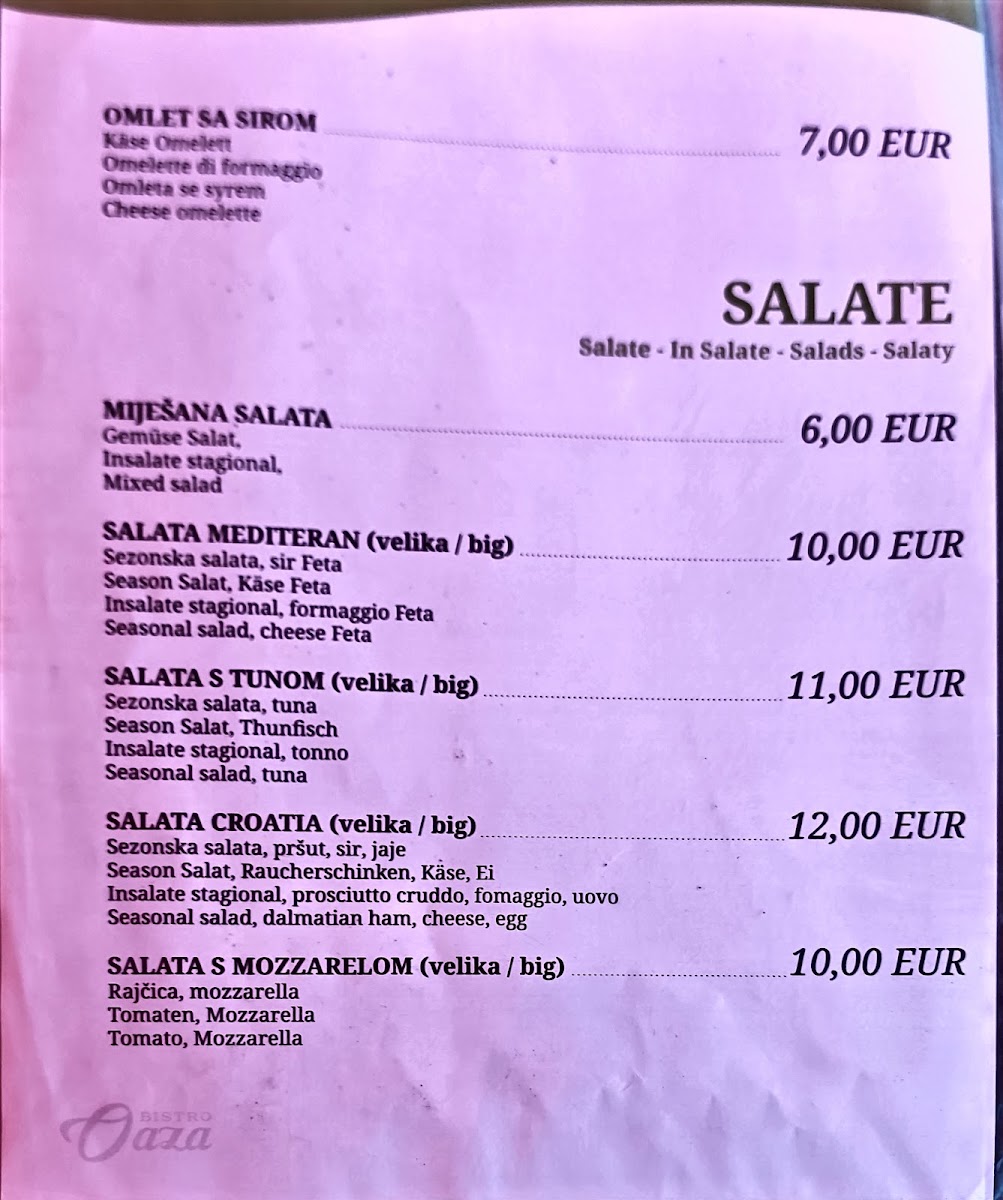 OMLET SA SIROM 7,00 EUR
Käse Omelett
Omelette di formaggio
Omleta se syrem
Cheese omelette
SALATE
Salate - In Salate - Salads - Salaty
MIJEŠANA SALATA 6,00 EUR
Gemüse Salat,
Insalate stagional,
Mixed salad
SALATA MEDITERAN (velika / big) 10,00 EUR
Sezonska salata, sir Feta
Season Salat, Käse Feta
Insalate stagional, formaggio Feta
Seasonal salad, cheese Feta
SALATA S TUNOM (velika / big) 11,00 EUR
Sezonska salata, tuna
Season Salat, Thunfisch
Insalate stagional, tonno
Seasonal salad, tuna
SALATA CROATIA (velika / big) 12,00 EUR
Sezonska salata, pršut, sir, jaje
Season Salat, Raucherschinken, Käse, Ei
Insalate stagional, prosciutto cruddo, fomaggio, uovo
Seasonal salad, dalmatian ham, cheese, egg
SALATA S MOZZARELOM (velika / big) 10,00 EUR
Rajčica, mozzarella
Tomaten, Mozzarella
Tomato, Mozzarella
BISTRO
Oaza